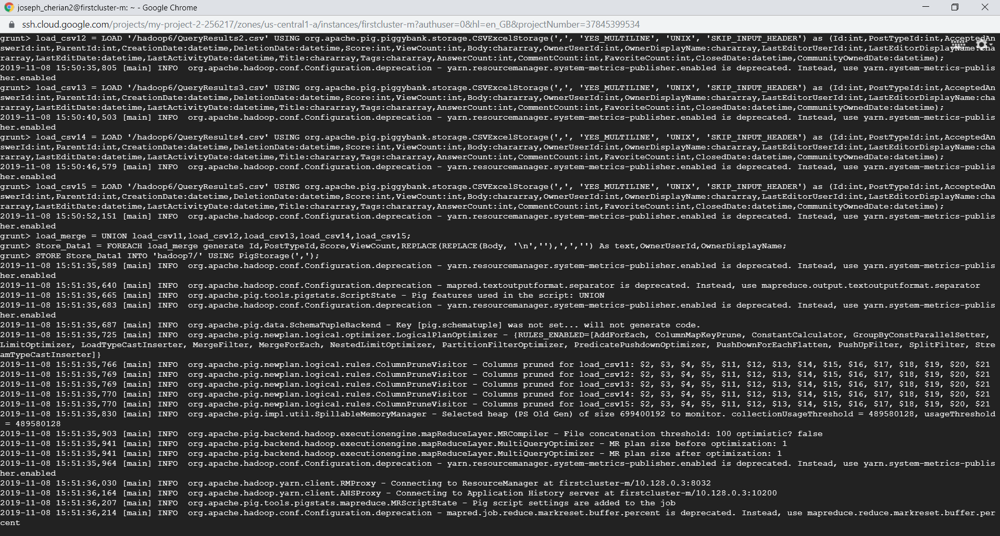 joseph_cherian2@firstcluster-m: ~ - Google Chrome
ssh.cloud.google.com/projects/my-project-2-256217/zones/us-central1-a/instances/firstcluster-m?authuser=0&hl=en_GB&projectNumber=37845399534
grunt> load_csv12 = LOAD '/hadoop6/QueryResults2.csv' USING org.apache.pig.piggybank.storage.CSVExcelStorage(',', 'YES_MULTILINE', 'UNIX', 'SKIP_INPUT_HEADER') as (Id:int,PostTypeId:int,AcceptedAn
swerId:int,ParentId:int,CreationDate:datetime,DeletionDate:datetime,Score:int,ViewCount:int,Body:chararray,OwnerUserId:int,OwnerDisplayName:chararray,LastEditorUserId:int,LastEditorDisplayName:cha
rarray,LastEditDate:datetime,LastActivityDate:datetime,Title:chararray,Tags:chararray,AnswerCount:int,CommentCount:int,FavoriteCount:int,ClosedDate:datetime,CommunityOwnedDate:datetime);
2019-11-08 15:50:35,805 [main] INFO  org.apache.hadoop.conf.Configuration.deprecation - yarn.resourcemanager.system-metrics-publisher.enabled is deprecated. Instead, use yarn.system-metrics-publis
her.enabled
grunt> load_csv13 = LOAD '/hadoop6/QueryResults3.csv' USING org.apache.pig.piggybank.storage.CSVExcelStorage(',', 'YES_MULTILINE', 'UNIX', 'SKIP_INPUT_HEADER') as (Id:int,PostTypeId:int,AcceptedAn
swerId:int,ParentId:int,CreationDate:datetime,DeletionDate:datetime,Score:int,ViewCount:int,Body:chararray,OwnerUserId:int,OwnerDisplayName:chararray,LastEditorUserId:int,LastEditorDisplayName:cha
rarray,LastEditDate:datetime,LastActivityDate:datetime,Title:chararray,Tags:chararray,AnswerCount:int,CommentCount:int,FavoriteCount:int,ClosedDate:datetime,CommunityOwnedDate:datetime);
2019-11-08 15:50:40,503 [main] INFO  org.apache.hadoop.conf.Configuration.deprecation - yarn.resourcemanager.system-metrics-publisher.enabled is deprecated. Instead, use yarn.system-metrics-publis
her.enabled
grunt> load_csv14 = LOAD '/hadoop6/QueryResults4.csv' USING org.apache.pig.piggybank.storage.CSVExcelStorage(',', 'YES_MULTILINE', 'UNIX', 'SKIP_INPUT_HEADER') as (Id:int,PostTypeId:int,AcceptedAn
swerId:int,ParentId:int,CreationDate:datetime,DeletionDate:datetime,Score:int,ViewCount:int,Body:chararray,OwnerUserId:int,OwnerDisplayName:chararray,LastEditorUserId:int,LastEditorDisplayName:cha
rarray,LastEditDate:datetime,LastActivityDate:datetime,Title:chararray,Tags:chararray,AnswerCount:int,CommentCount:int,FavoriteCount:int,ClosedDate:datetime,CommunityOwnedDate:datetime);
2019-11-08 15:50:46,579 [main] INFO  org.apache.hadoop.conf.Configuration.deprecation - yarn.resourcemanager.system-metrics-publisher.enabled is deprecated. Instead, use yarn.system-metrics-publis
her.enabled
grunt> load_csv15 = LOAD '/hadoop6/QueryResults5.csv' USING org.apache.pig.piggybank.storage.CSVExcelStorage(',', 'YES_MULTILINE', 'UNIX', 'SKIP_INPUT_HEADER') as (Id:int,PostTypeId:int,AcceptedAn
swerId:int,ParentId:int,CreationDate:datetime,DeletionDate:datetime,Score:int,ViewCount:int,Body:chararray,OwnerUserId:int,OwnerDisplayName:chararray,LastEditorUserId:int,LastEditorDisplayName:cha
rarray,LastEditDate:datetime,LastActivityDate:datetime,Title:chararray,Tags:chararray,AnswerCount:int,CommentCount:int,FavoriteCount:int,ClosedDate:datetime,CommunityOwnedDate:datetime);
2019-11-08 15:50:52,151 [main] INFO  org.apache.hadoop.conf.Configuration.deprecation - yarn.resourcemanager.system-metrics-publisher.enabled is deprecated. Instead, use yarn.system-metrics-publis
her.enabled
grunt> load_merge = UNION load_csv11,load_csv12,load_csv13,load_csv14,load_csv15;
grunt> Store_Data1 = FOREACH load_merge generate Id,PostTypeId,Score,ViewCount,REPLACE(REPLACE(Body, '\n',''),',','') As text,OwnerUserId,OwnerDisplayName;
grunt> STORE Store_Data1 INTO 'hadoop7/' USING PigStorage(',');
2019-11-08 15:51:35,589 [main] INFO  org.apache.hadoop.conf.Configuration.deprecation - yarn.resourcemanager.system-metrics-publisher.enabled is deprecated. Instead, use yarn.system-metrics-publis
her.enabled
2019-11-08 15:51:35,640 [main] INFO  org.apache.hadoop.conf.Configuration.deprecation - mapred.textoutputformat.separator is deprecated. Instead, use mapreduce.output.textoutputformat.separator
2019-11-08 15:51:35,665 [main] INFO  org.apache.pig.tools.pigstats.ScriptState - Pig features used in the script: UNION
2019-11-08 15:51:35,683 [main] INFO  org.apache.hadoop.conf.Configuration.deprecation - yarn.resourcemanager.system-metrics-publisher.enabled is deprecated. Instead, use yarn.system-metrics-publis
her.enabled
2019-11-08 15:51:35,687 [main] INFO  org.apache.pig.data.SchemaTupleBackend - Key [pig.schematuple] was not set... will not generate code.
2019-11-08 15:51:35,725 [main] INFO  org.apache.pig.newplan.logical.optimizer.LogicalPlanOptimizer - {RULES_ENABLED=[AddForEach, ColumnMapKeyPrune, ConstantCalculator, GroupByConstParallelSetter,
LimitOptimizer, LoadTypeCastInserter, MergeFilter, MergeForEach, NestedLimitOptimizer, PartitionFilterOptimizer, PredicatePushdownOptimizer, PushDownForEachFlatten, PushUpFilter, SplitFilter, Stre
amTypeCastInserter]}
2019-11-08 15:51:35,766 [main] INFO  org.apache.pig.newplan.logical.rules.ColumnPruneVisitor - Columns pruned for load_csv11: $2, $3, $4, $5, $11, $12, $13, $14, $15, $16, $17, $18, $19, $20, $21
2019-11-08 15:51:35,769 [main] INFO  org.apache.pig.newplan.logical.rules.ColumnPruneVisitor - Columns pruned for load_csv12: $2, $3, $4, $5, $11, $12, $13, $14, $15, $16, $17, $18, $19, $20, $21
2019-11-08 15:51:35,769 [main] INFO  org.apache.pig.newplan.logical.rules.ColumnPruneVisitor - Columns pruned for load_csv13: $2, $3, $4, $5, $11, $12, $13, $14, $15, $16, $17, $18, $19, $20, $21
2019-11-08 15:51:35,770 [main] INFO  org.apache.pig.newplan.logical.rules.ColumnPruneVisitor - Columns pruned for load_csv14: $2, $3, $4, $5, $11, $12, $13, $14, $15, $16, $17, $18, $19, $20, $21
2019-11-08 15:51:35,770 [main] INFO  org.apache.pig.newplan.logical.rules.ColumnPruneVisitor - Columns pruned for load_csv15: $2, $3, $4, $5, $11, $12, $13, $14, $15, $16, $17, $18, $19, $20, $21
2019-11-08 15:51:35,830 [main] INFO  org.apache.pig.impl.util.SpillableMemoryManager - Selected heap (PS Old Gen) of size 699400192 to monitor. collectionUsageThreshold = 489580128, usageThreshold
 = 489580128
2019-11-08 15:51:35,903 [main] INFO  org.apache.pig.backend.hadoop.executionengine.mapReduceLayer.MRCompiler - File concatenation threshold: 100 optimistic? false
2019-11-08 15:51:35,941 [main] INFO  org.apache.pig.backend.hadoop.executionengine.mapReduceLayer.MultiQueryOptimizer - MR plan size before optimization: 1
2019-11-08 15:51:35,941 [main] INFO  org.apache.pig.backend.hadoop.executionengine.mapReduceLayer.MultiQueryOptimizer - MR plan size after optimization: 1
2019-11-08 15:51:35,964 [main] INFO  org.apache.hadoop.conf.Configuration.deprecation - yarn.resourcemanager.system-metrics-publisher.enabled is deprecated. Instead, use yarn.system-metrics-publis
her.enabled
2019-11-08 15:51:36,030 [main] INFO  org.apache.hadoop.yarn.client.RMProxy - Connecting to ResourceManager at firstcluster-m/10.128.0.3:8032
2019-11-08 15:51:36,164 [main] INFO  org.apache.hadoop.yarn.client.AHSProxy - Connecting to Application History server at firstcluster-m/10.128.0.3:10200
2019-11-08 15:51:36,207 [main] INFO  org.apache.pig.tools.pigstats.mapreduce.MRScriptState - Pig script settings are added to the job
2019-11-08 15:51:36,214 [main] INFO  org.apache.hadoop.conf.Configuration.deprecation - mapred.job.reduce.markreset.buffer.percent is deprecated. Instead, use mapreduce.reduce.markreset.buffer.per
cent